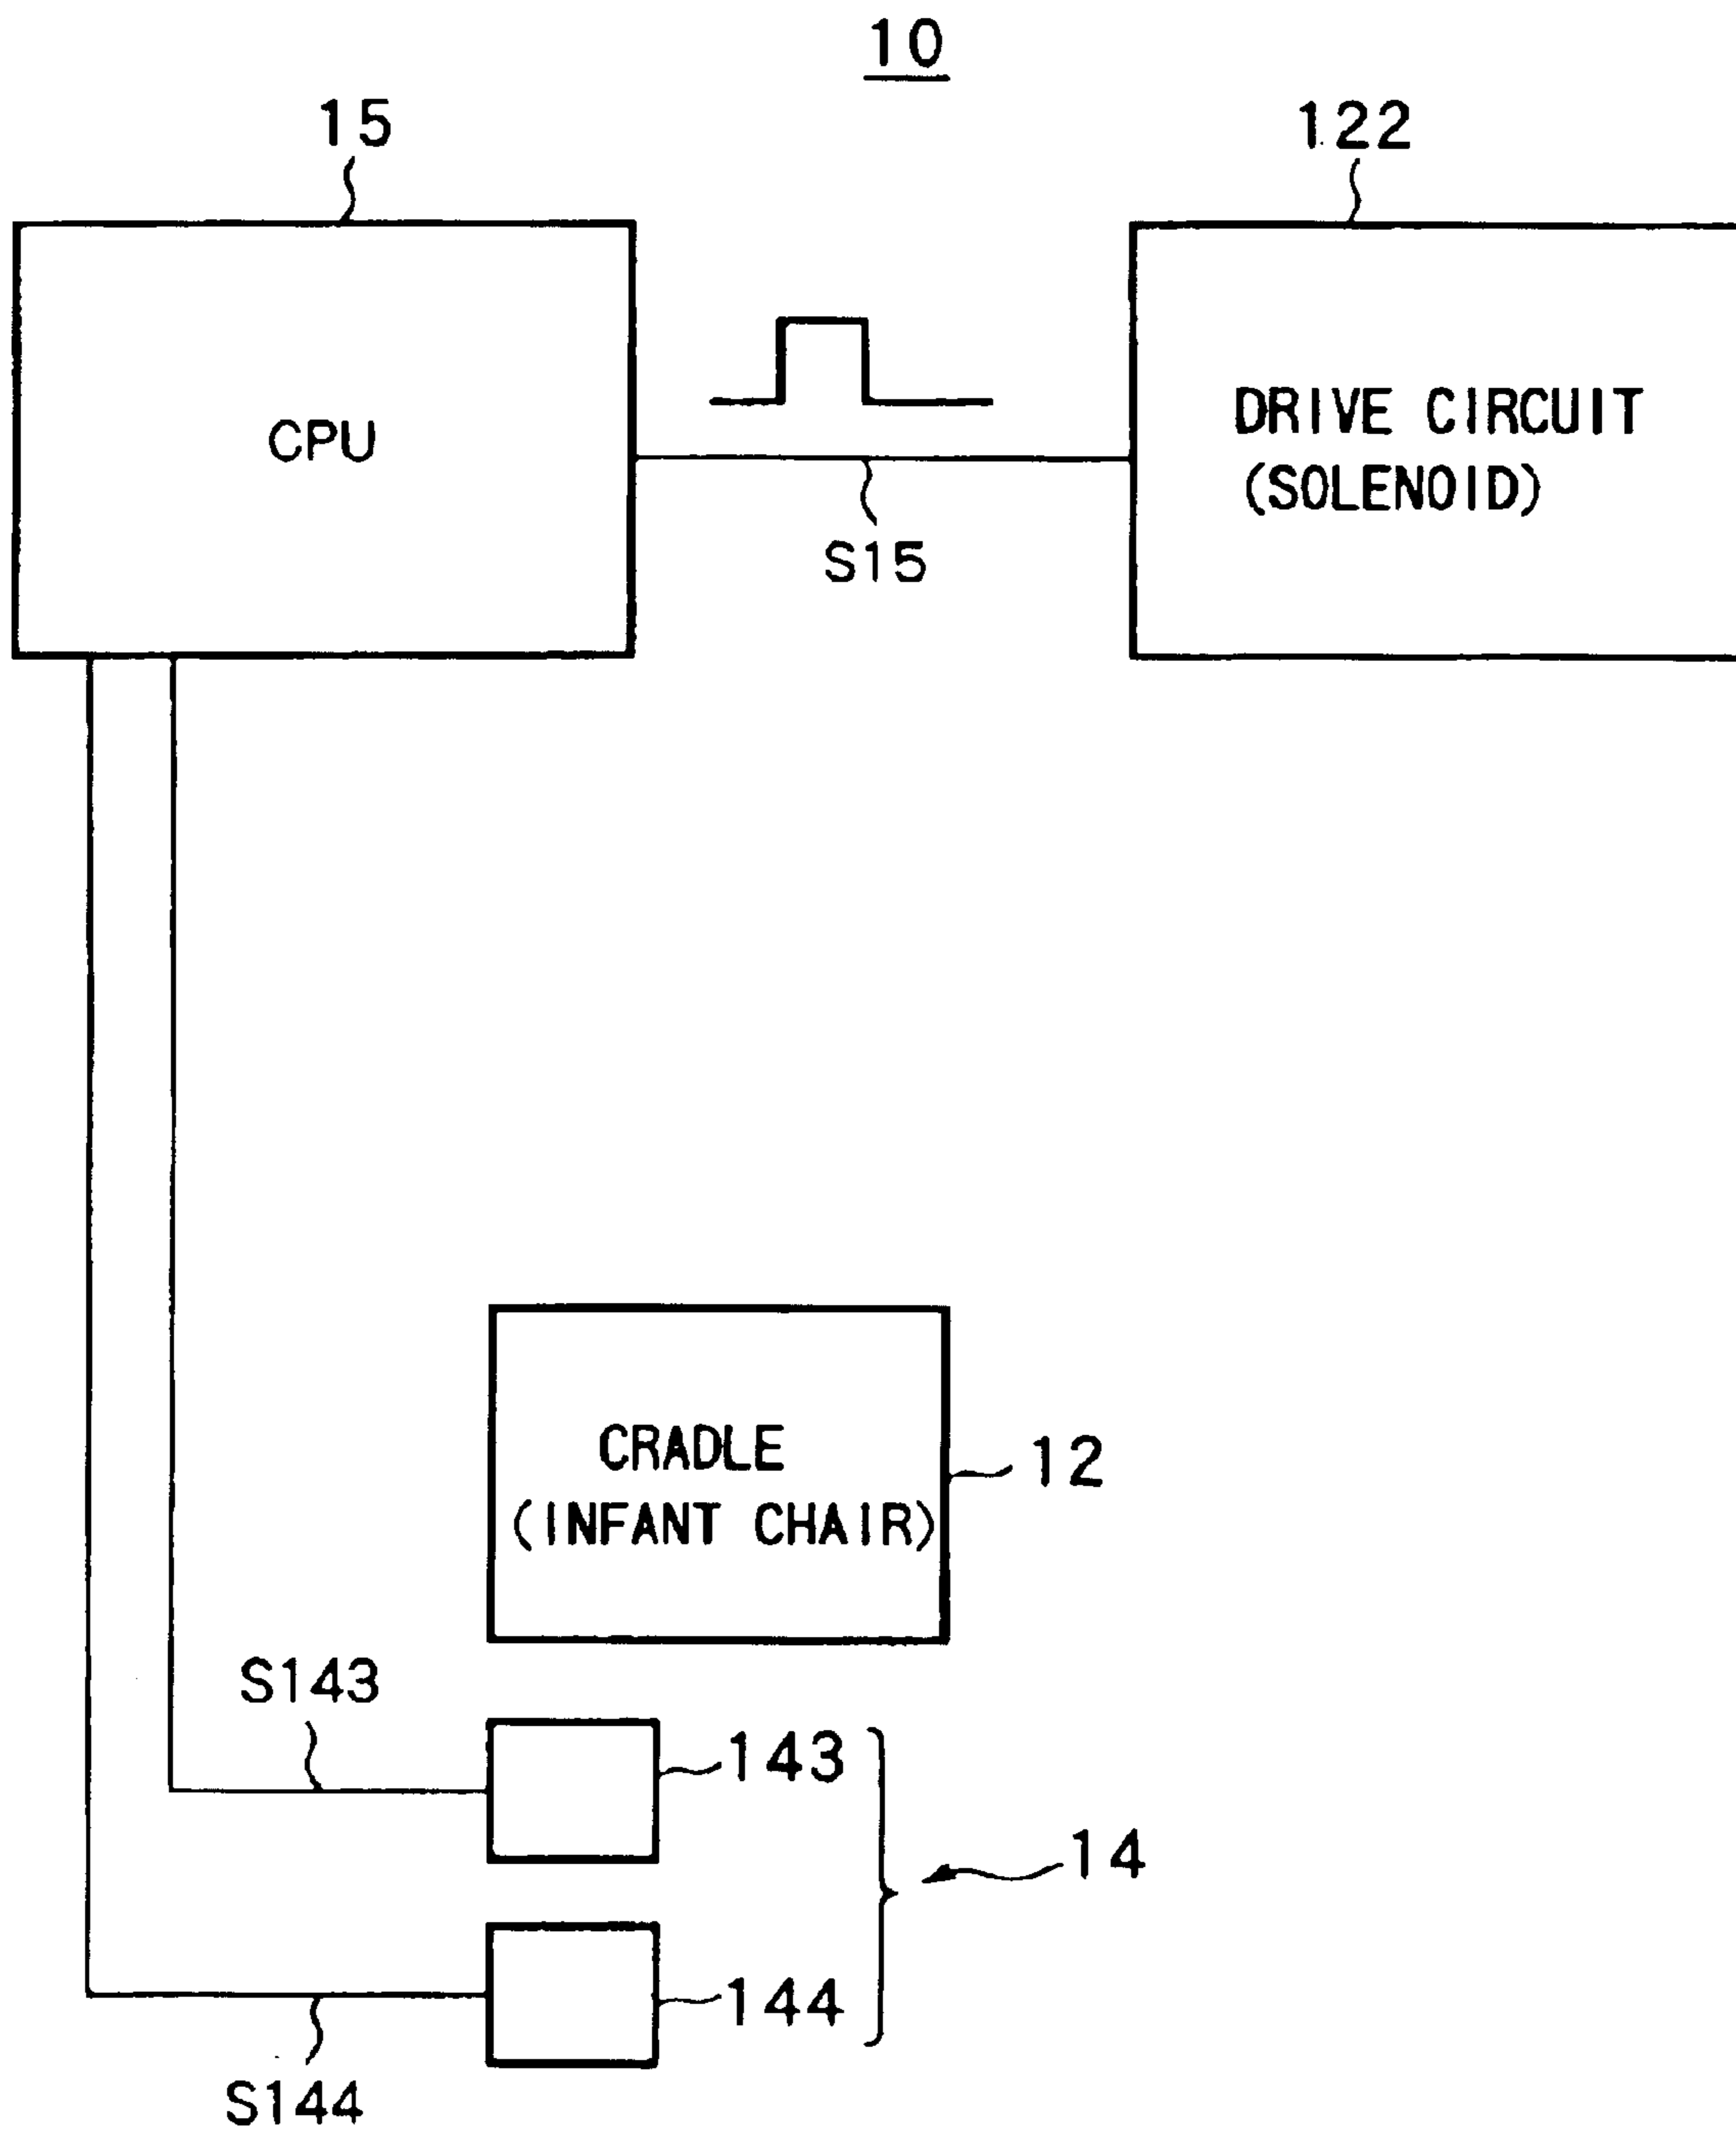 10
15
122
CPU
DRIVE CIRCUIT
(SOLENOID)
S15
CRADLE
(INFANT CHAIR)
12
S143
143
14
144
S144